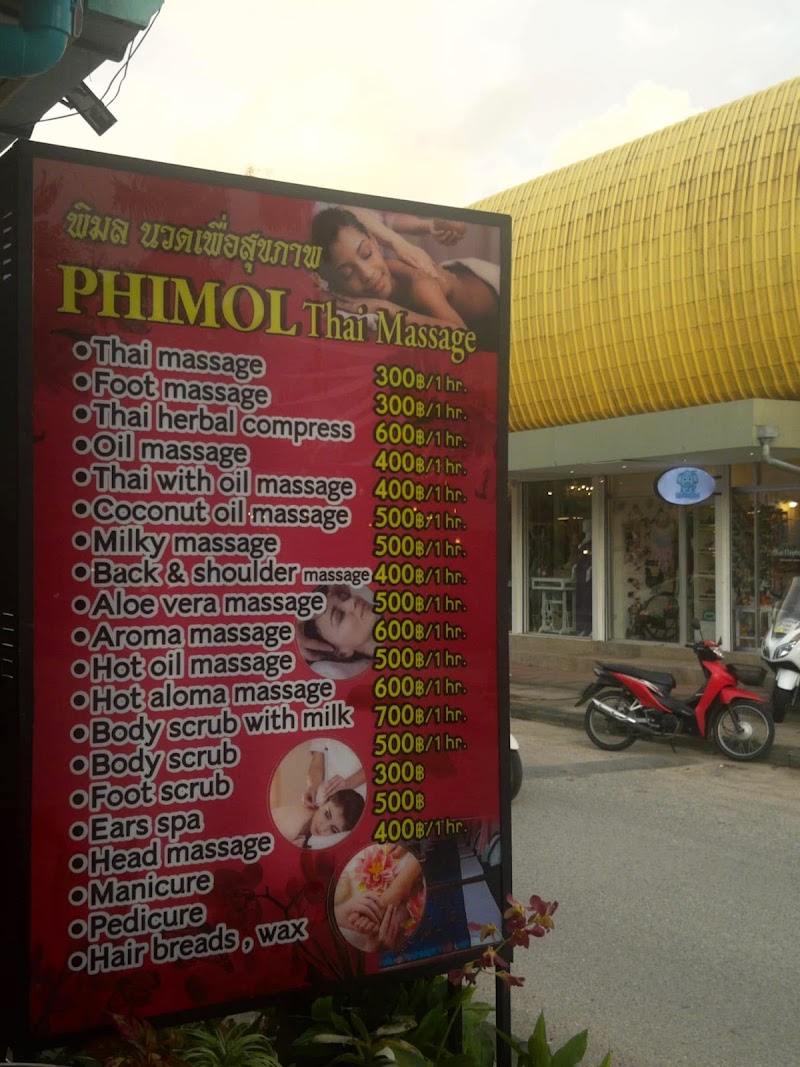 พิมล นวดเพื่อสุขภาพ
PHIMOL Thai Massage
•Thai massage 300฿/1 hr.
•Foot massage 300฿/1 hr.
•Thai herbal compress 600฿/1 hr.
•Oil massage 400฿/1 hr.
•Thai with oil massage 400฿/1 hr.
•Coconut oil massage 500฿/1 hr.
•Milky massage 500฿/1 hr.
•Back & shoulder massage 400฿/1 hr.
•Aloe vera massage 500฿/1 hr.
•Aroma massage 600฿/1 hr.
•Hot oil massage 500฿/1 hr.
•Hot aloma massage 600฿/1 hr.
•Body scrub with milk 700฿/1 hr.
•Body scrub 500฿/1 hr.
•Foot scrub 300฿
•Ears spa 500฿
•Head massage 400฿/1 hr.
•Manicure
•Pedicure
•Hair breads , wax